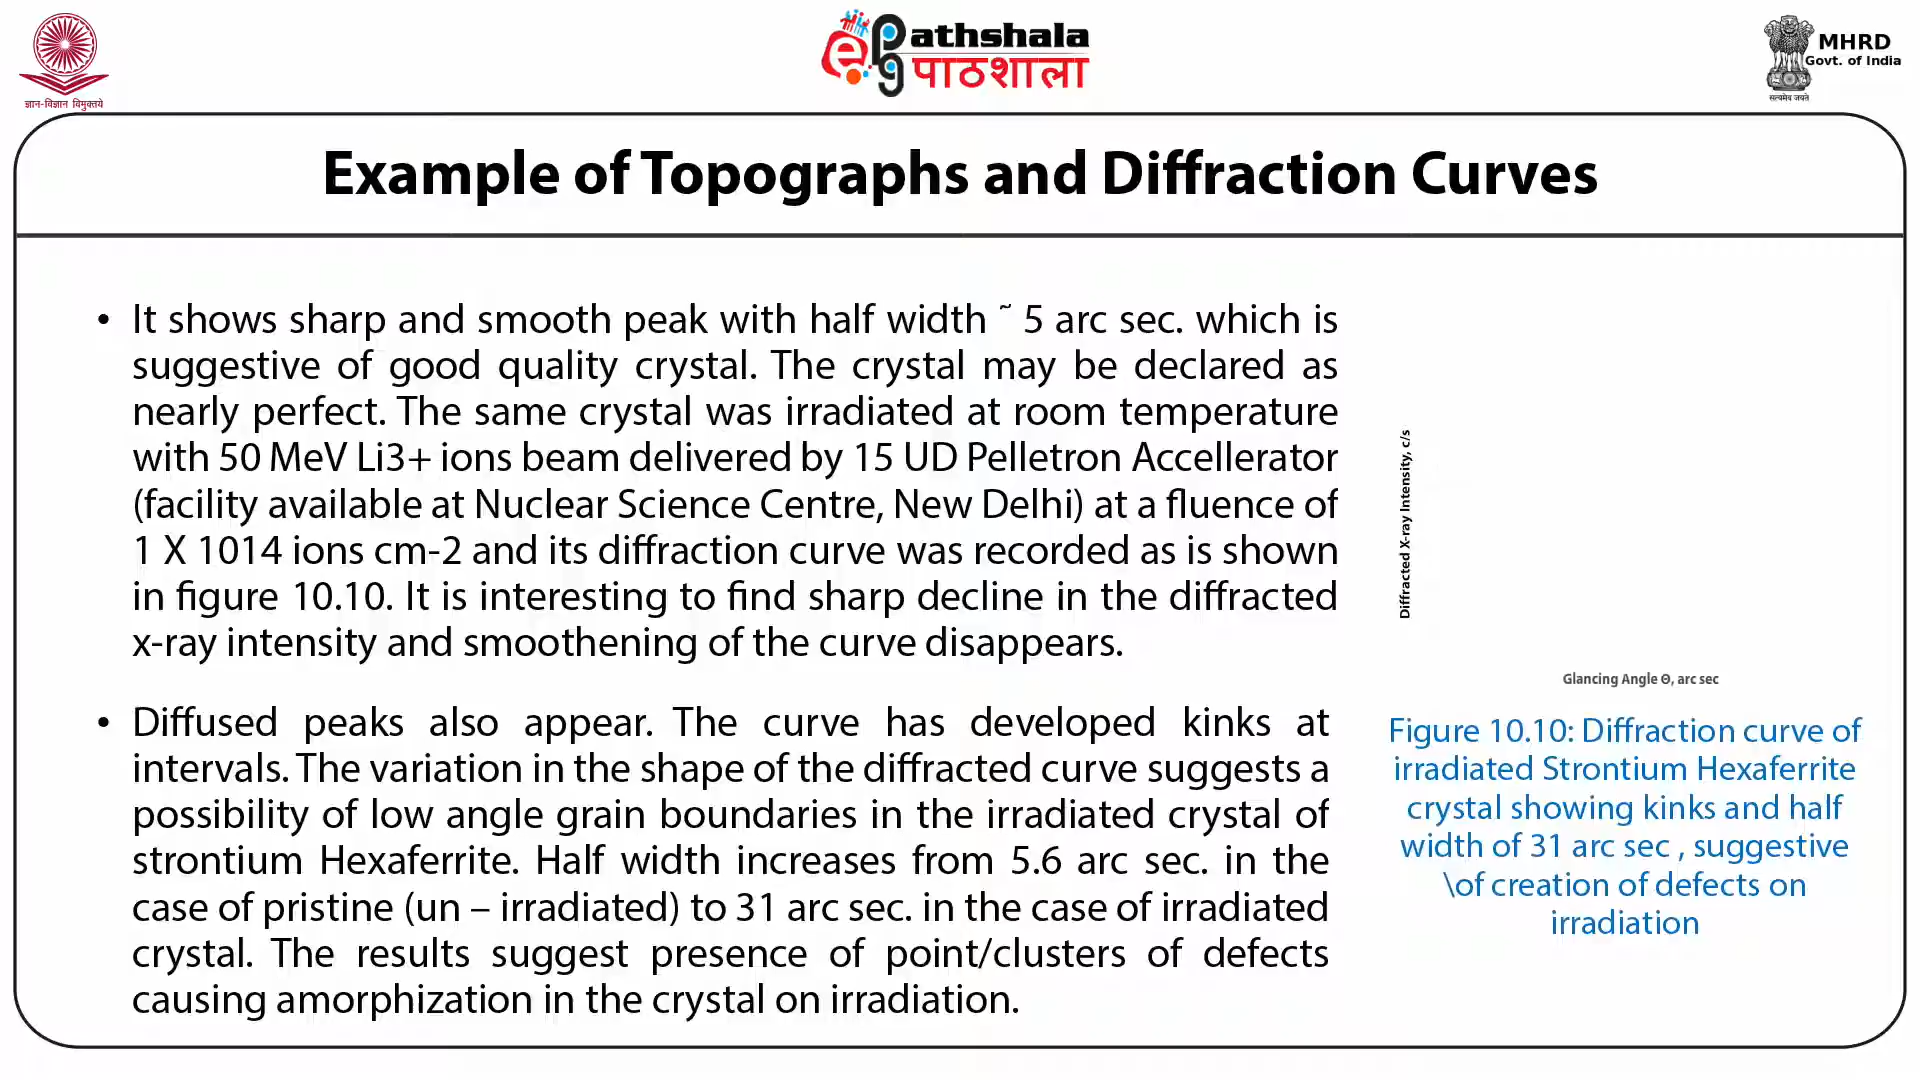 ज्ञान-विज्ञान विमुक्तये
athshala
पाठशाला
MHRD
Govt. of India
सत्यमेव जयते
Example of Topographs and Diffraction Curves
• It shows sharp and smooth peak with half width ˜ 5 arc sec. which is
suggestive of good quality crystal. The crystal may be declared as
nearly perfect. The same crystal was irradiated at room temperature
with 50 MeV Li3+ ions beam delivered by 15 UD Pelletron Accellerator
(facility available at Nuclear Science Centre, New Delhi) at a fluence of
1 X 1014 ions cm-2 and its diffraction curve was recorded as is shown
in figure 10.10. It is interesting to find sharp decline in the diffracted
x-ray intensity and smoothening of the curve disappears.
• Diffused peaks also appear. The curve has developed kinks at
intervals. The variation in the shape of the diffracted curve suggests a
possibility of low angle grain boundaries in the irradiated crystal of
strontium Hexaferrite. Half width increases from 5.6 arc sec. in the
case of pristine (un – irradiated) to 31 arc sec. in the case of irradiated
crystal. The results suggest presence of point/clusters of defects
causing amorphization in the crystal on irradiation.
Diffracted X-ray Intensity, c/s
Glancing Angle Θ, arc sec
Figure 10.10: Diffraction curve of
irradiated Strontium Hexaferrite
crystal showing kinks and half
width of 31 arc sec , suggestive
\of creation of defects on
irradiation